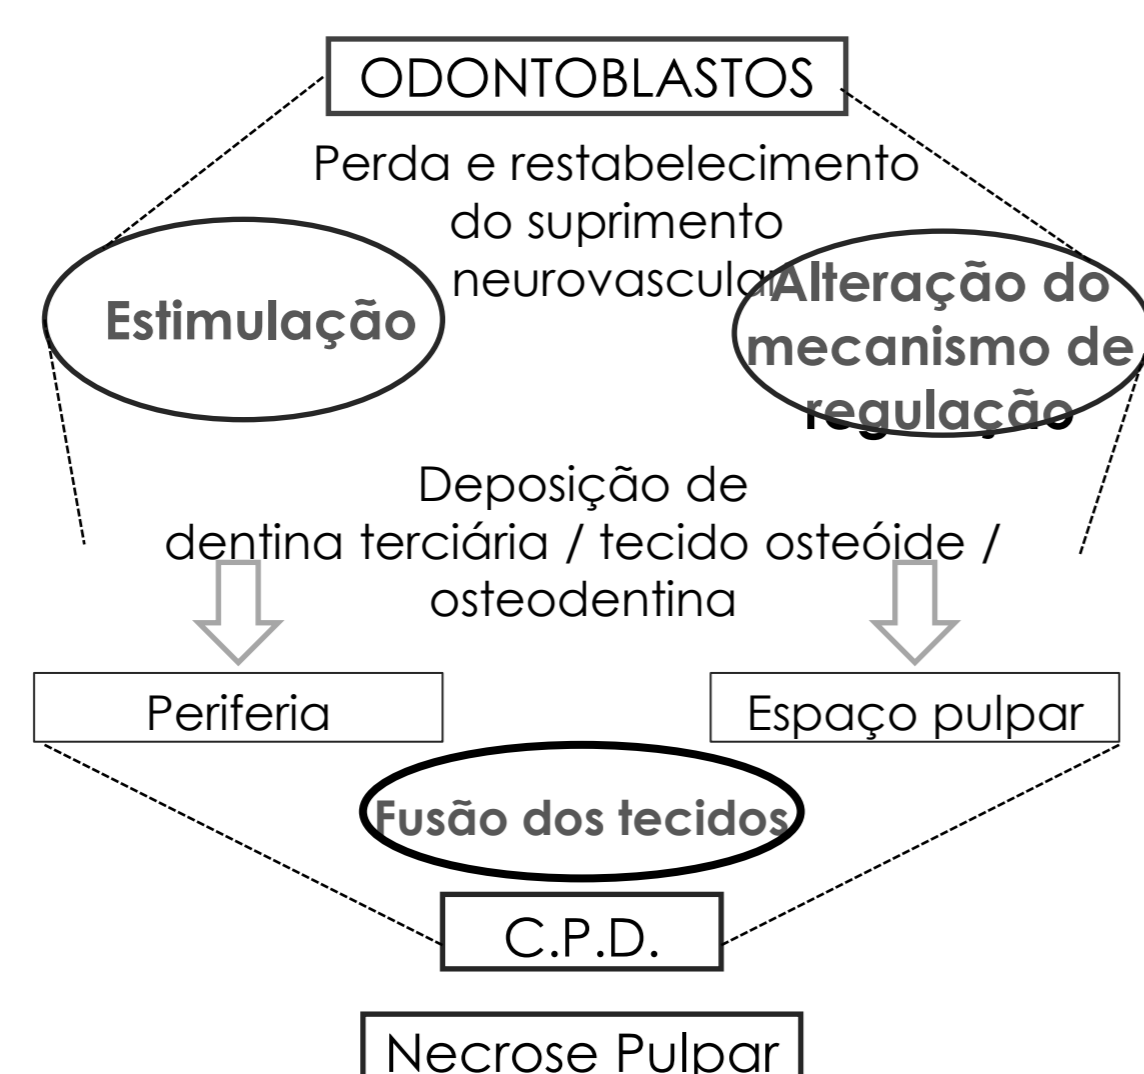 ODONTOBLASTOS
Perda e restabelecimento
do suprimento
neurovascular
Estimulação
Alteração do
mecanismo de
regulação
Deposição de
dentina terciária / tecido osteóide /
osteodentina
Periferia
Espaço pulpar
Fusão dos tecidos
C.P.D.
Necrose Pulpar